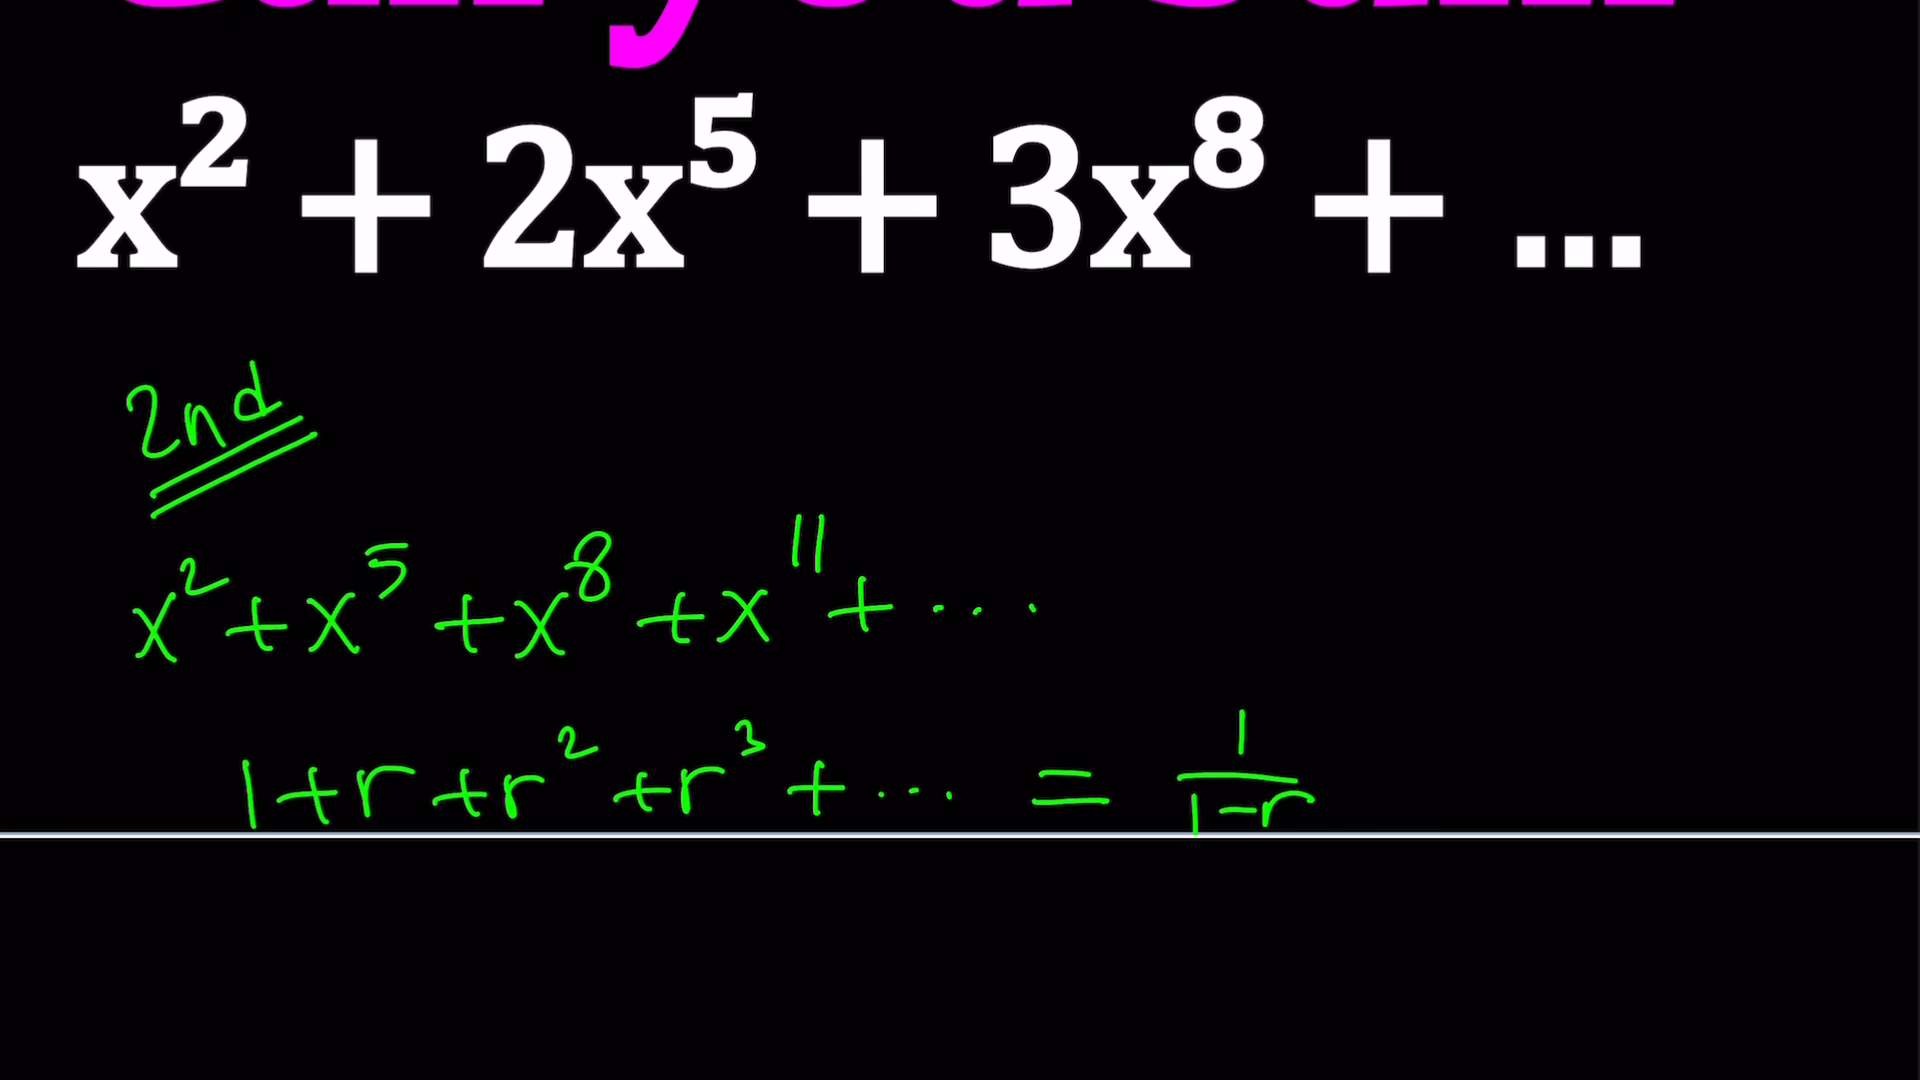 x² + 2x⁵ + 3x⁸ + ...
2nd
x² + x⁵ + x⁸ + x¹¹ + ...
1 + r + r² + r³ + ... = 1/(1-r)